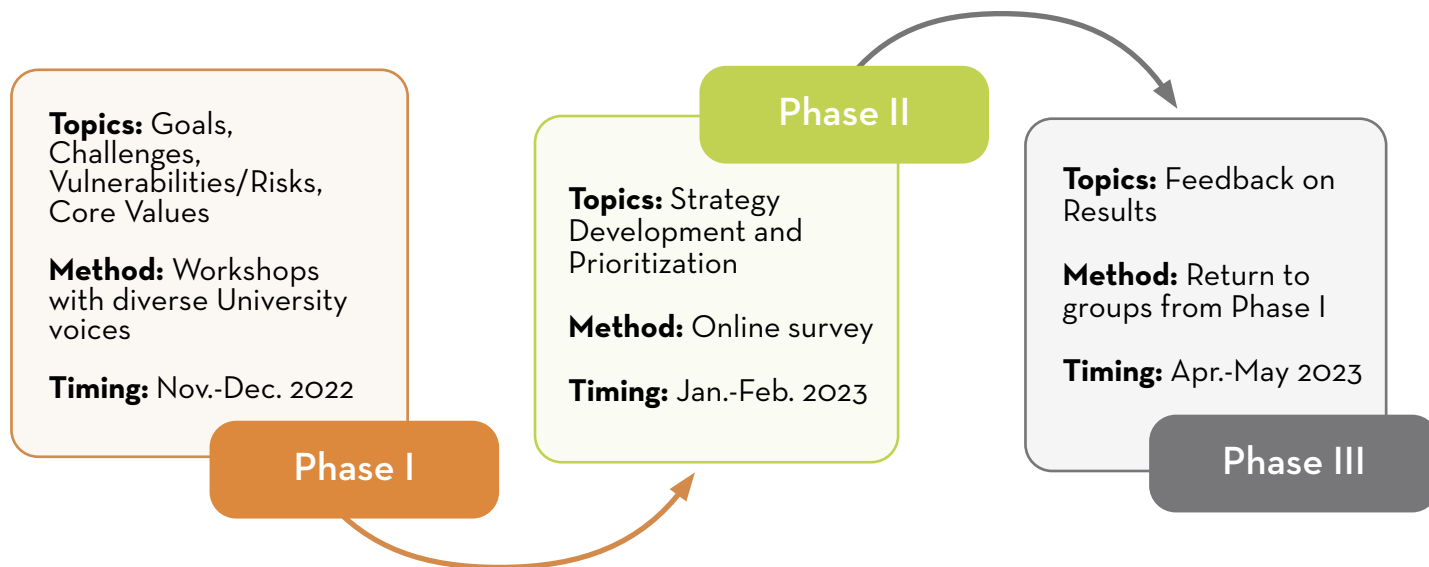 Topics: Goals,
Challenges,
Vulnerabilities/Risks,
Core Values
Method: Workshops
with diverse University
voices
Timing: Nov.-Dec. 2022
Phase I
Phase II
Topics: Strategy
Development and
Prioritization
Method: Online survey
Timing: Jan.-Feb. 2023
Topics: Feedback on
Results
Method: Return to
groups from Phase I
Timing: Apr.-May 2023
Phase III